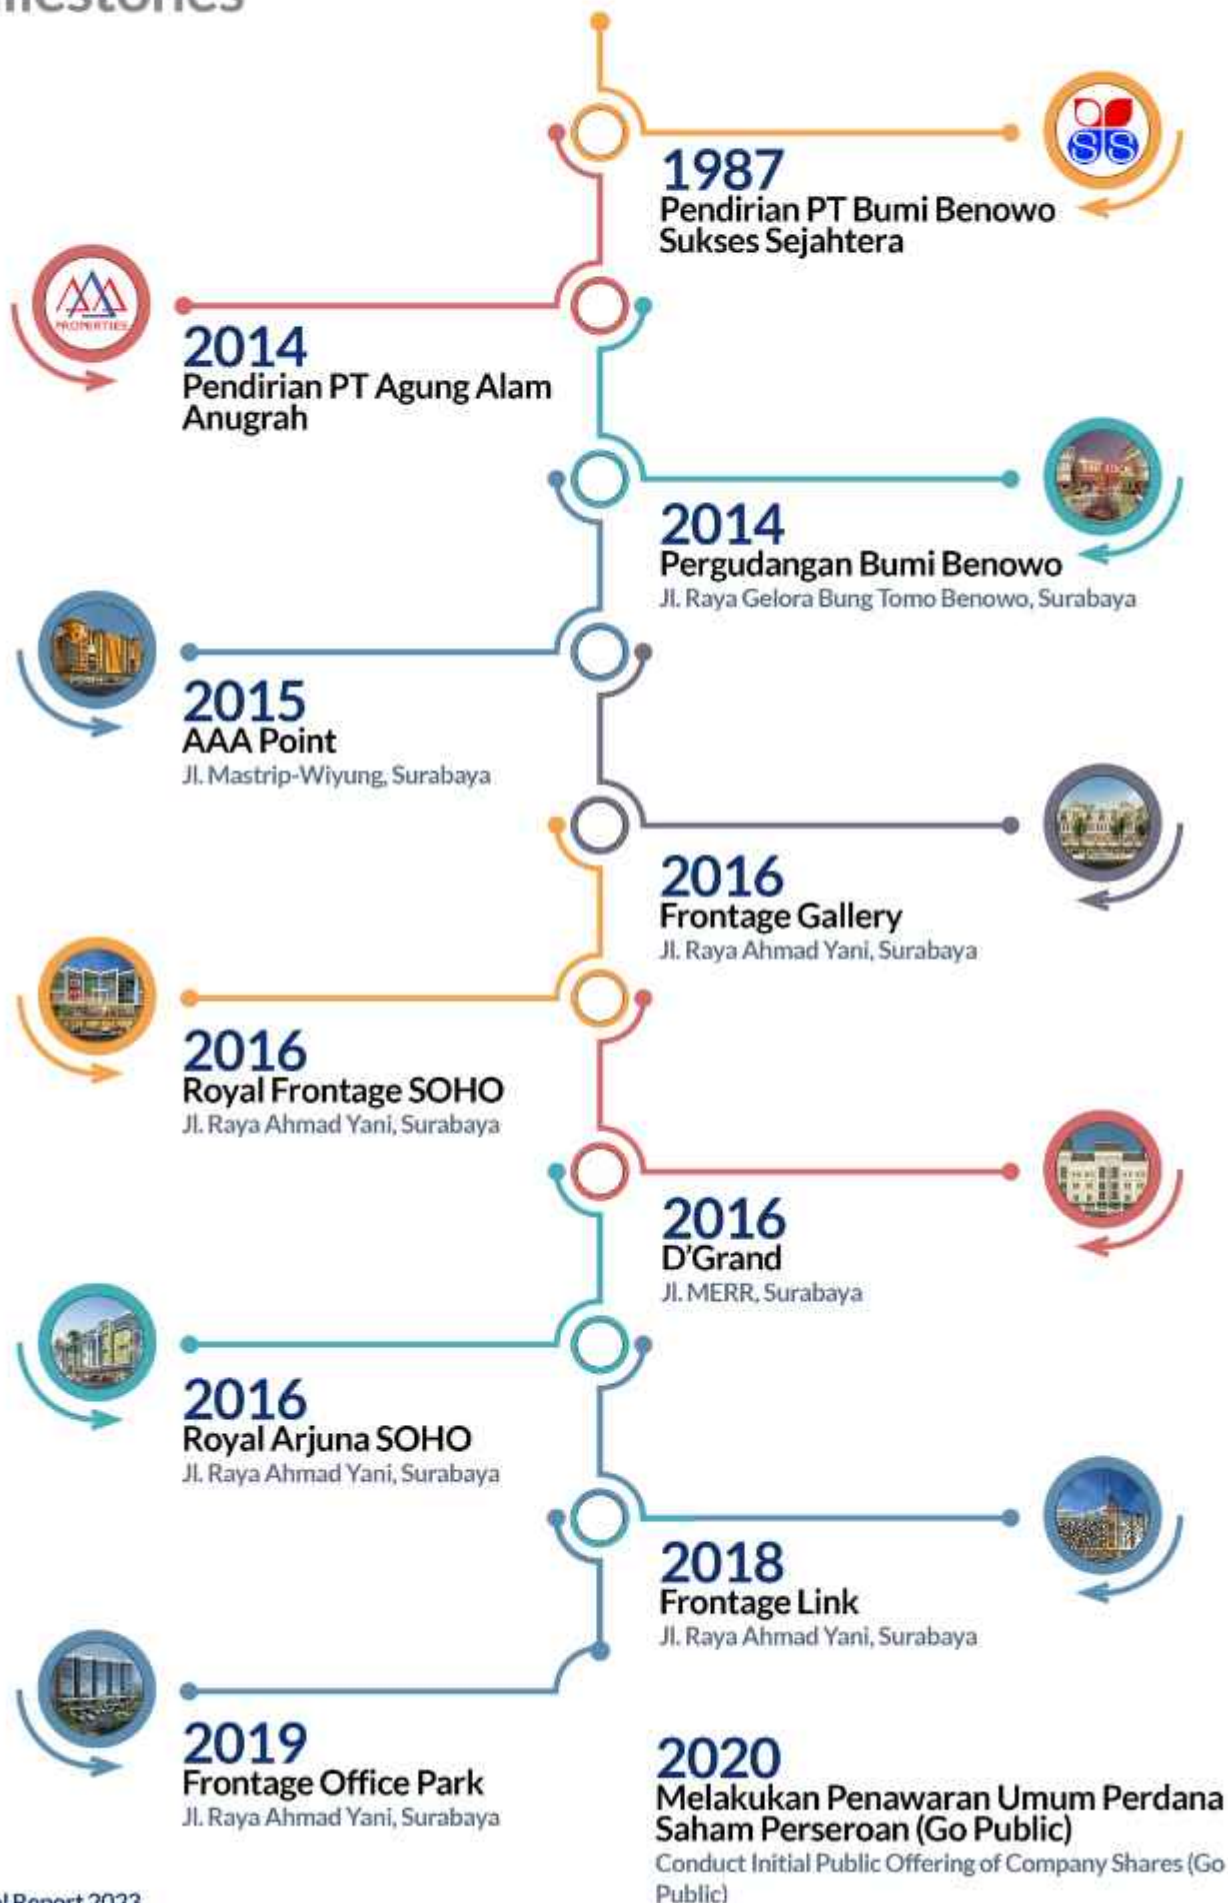 1987
Pendirian PT Bumi Benowo
Sukses Sejahtera
PROPERTIES
2014
Pendirian PT Agung Alam
Anugrah
2014
Pergudangan Bumi Benowo
Jl. Raya Gelora Bung Tomo Benowo, Surabaya
2015
AAA Point
Jl. Mastrip-Wiyung, Surabaya
2016
Frontage Gallery
Jl. Raya Ahmad Yani, Surabaya
2016
Royal Frontage SOHO
Jl. Raya Ahmad Yani, Surabaya
2016
D’Grand
Jl. MERR, Surabaya
2016
Royal Arjuna SOHO
Jl. Raya Ahmad Yani, Surabaya
2018
Frontage Link
Jl. Raya Ahmad Yani, Surabaya
2019
Frontage Office Park
Jl. Raya Ahmad Yani, Surabaya
2020
Melakukan Penawaran Umum Perdana
Saham Perseroan (Go Public)
Conduct Initial Public Offering of Company Shares (Go
Public)
Report 2023